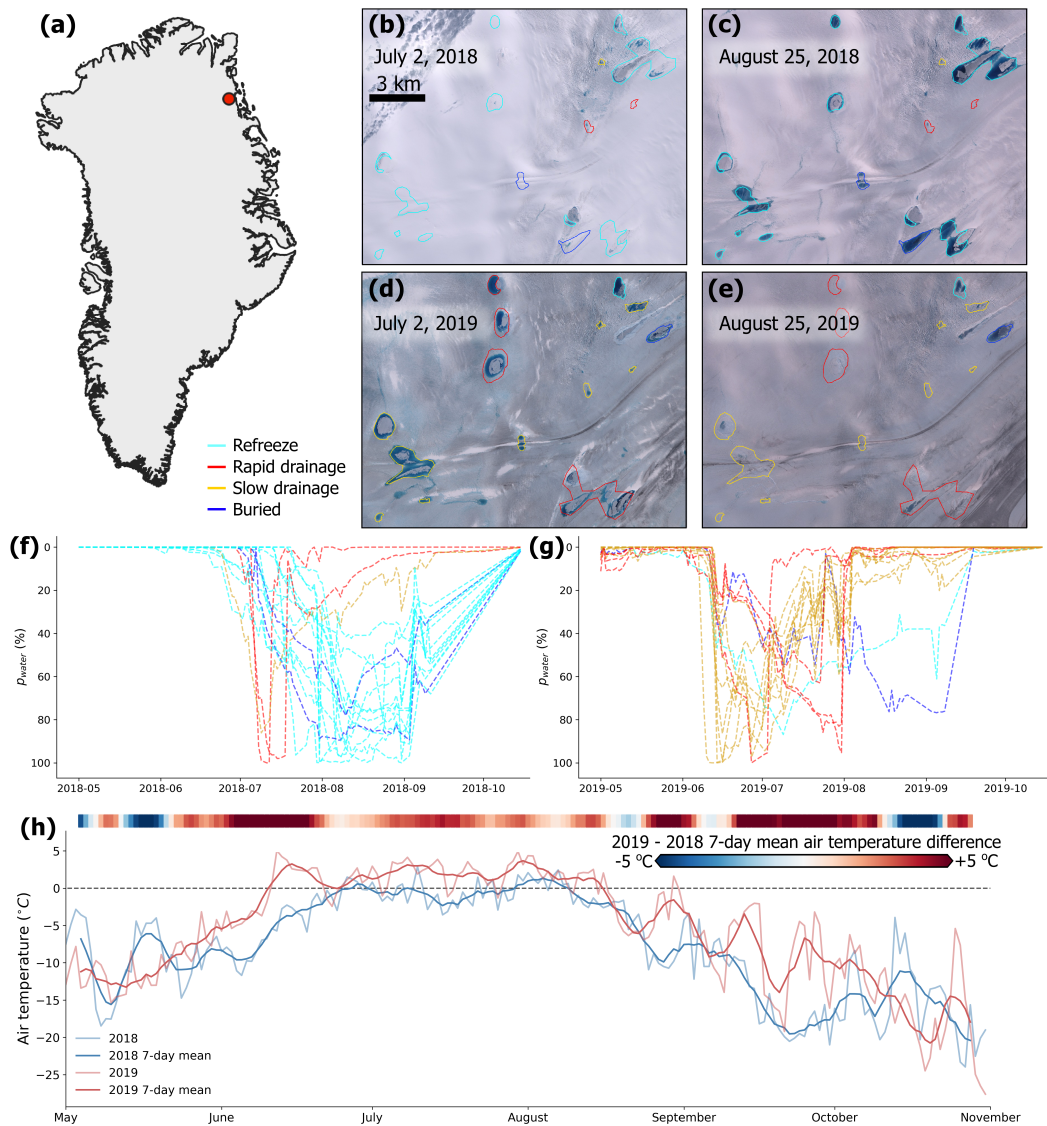 (a)
Refreeze
Rapid drainage
Slow drainage
Buried
(b)
July 2, 2018
3 km
(c)
August 25, 2018
(d)
July 2, 2019
(e)
August 25, 2019
(f)
0
20
40
60
80
100
p_water (%)
2018-05 2018-06 2018-07 2018-08 2018-09 2018-10
(g)
0
20
40
60
80
100
p_water (%)
2019-05 2019-06 2019-07 2019-08 2019-09 2019-10
(h)
2019 - 2018 7-day mean air temperature difference
-5 °C +5 °C
5
0
−5
−10
−15
−20
−25
Air temperature (°C)
2018
2018 7-day mean
2019
2019 7-day mean
May June July August September October November